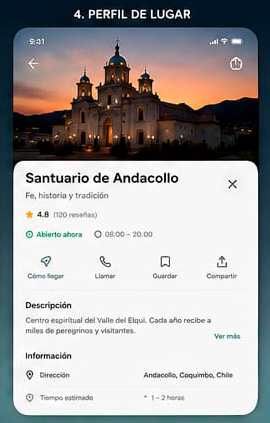 4. PERFIL DE LUGAR
9:31
Santuario de Andacollo
Fe, historia y tradición
4.8 (120 reseñas)
Abierto ahora 08:00 - 20.00
Cómo llegar Llamar Guardar Compartir
Descripción
Centro espiritual del Valle del Elqui. Cada año recibe a
miles de peregrinos y visitantes.
Ver más
Información
Dirección Andacollo, Coquimbo, Chile
Tiempo estimado 1 – 2 horas